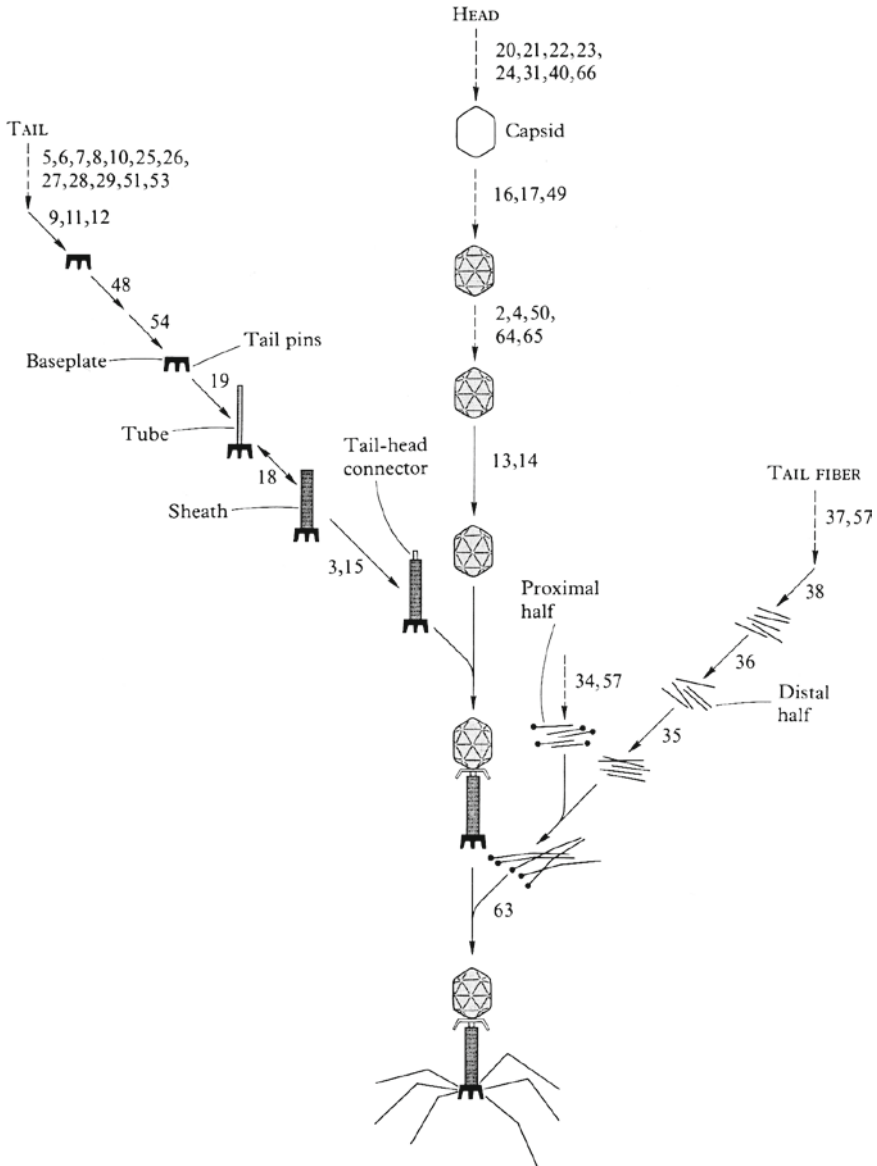 HEAD
20,21,22,23,
24,31,40,66
Capsid
TAIL
5,6,7,8,10,25,26,
27,28,29,51,53
16,17,49
9,11,12
48
2,4,50,
64,65
54
Tail pins
Baseplate
19
Tube
Tail-head
connector
13,14
18
TAIL FIBER
Sheath
37,57
3,15
Proximal
half
38
36
34,57
Distal
half
35
63